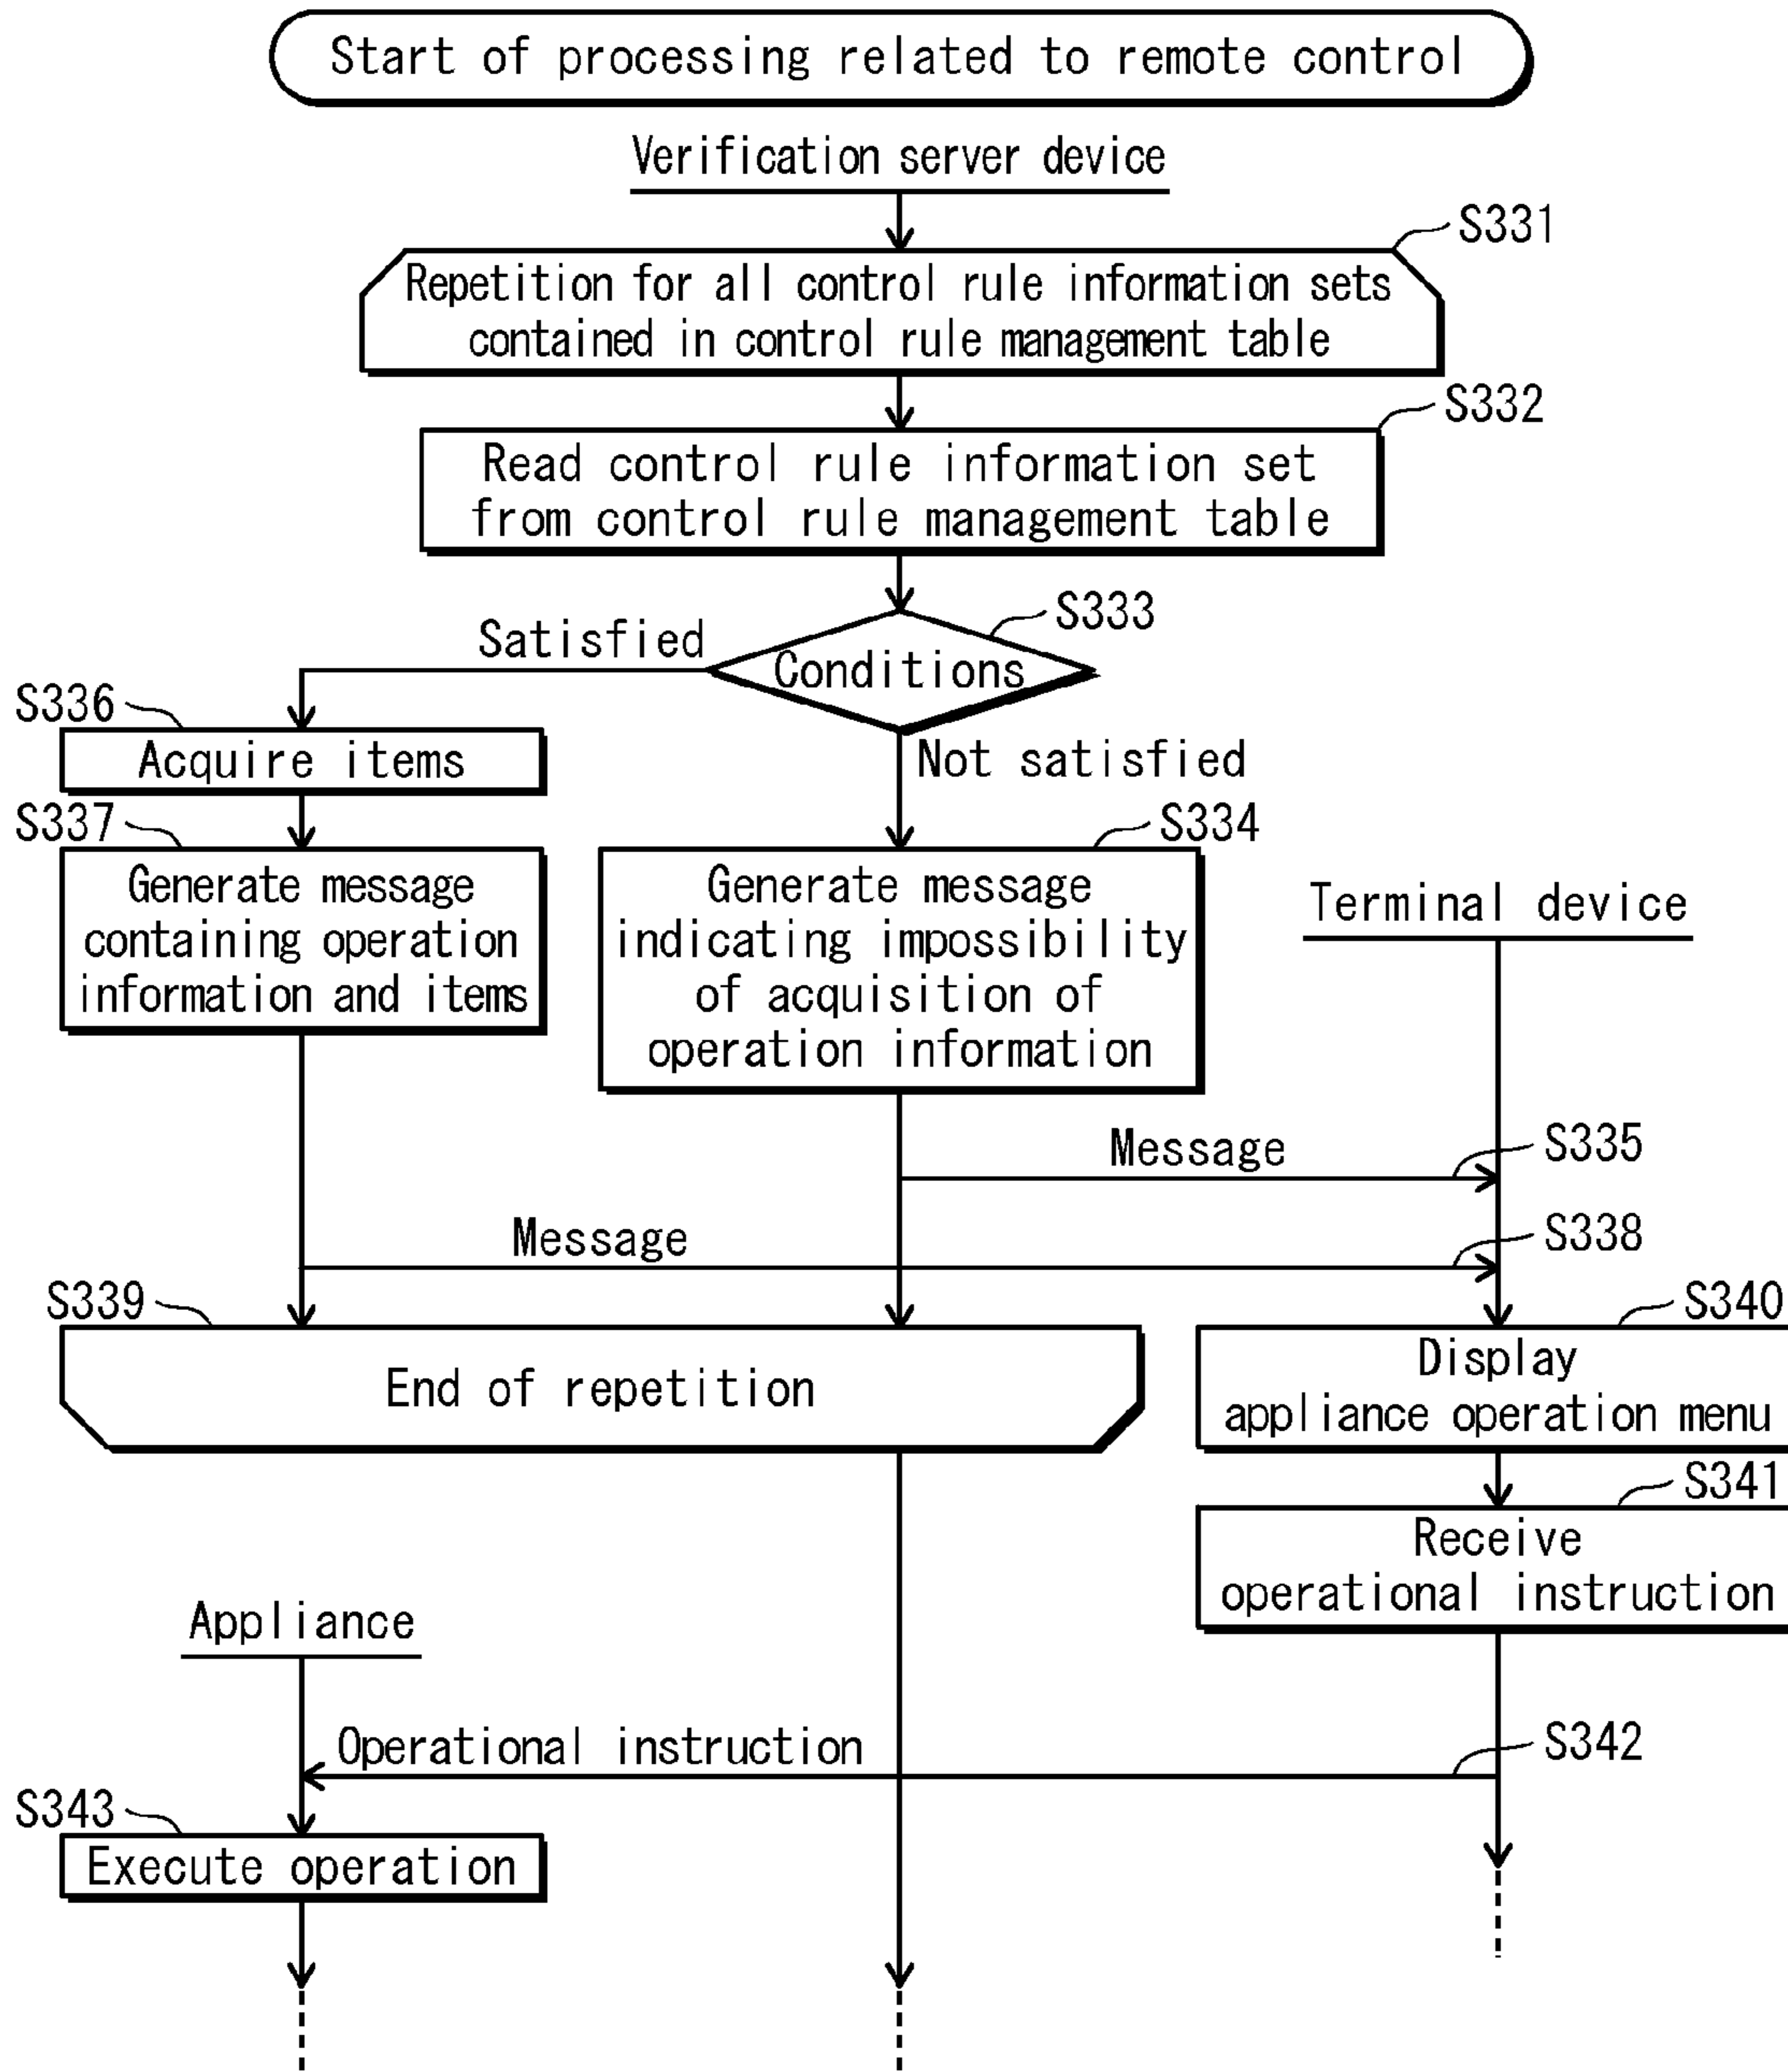 Start of processing related to remote control
Verification server device
S331
Repetition for all control rule information sets
contained in control rule management table
S332
Read control rule information set
from control rule management table
S333
Satisfied
Conditions
S336
Acquire items
Not satisfied
S337
Generate message
containing operation
information and items
S334
Generate message
indicating impossibility
of acquisition of
operation information
Terminal device
Message
S335
Message
S338
S339
End of repetition
S340
Display
appliance operation menu
S341
Receive
operational instruction
Appliance
Operational instruction
S342
S343
Execute operation